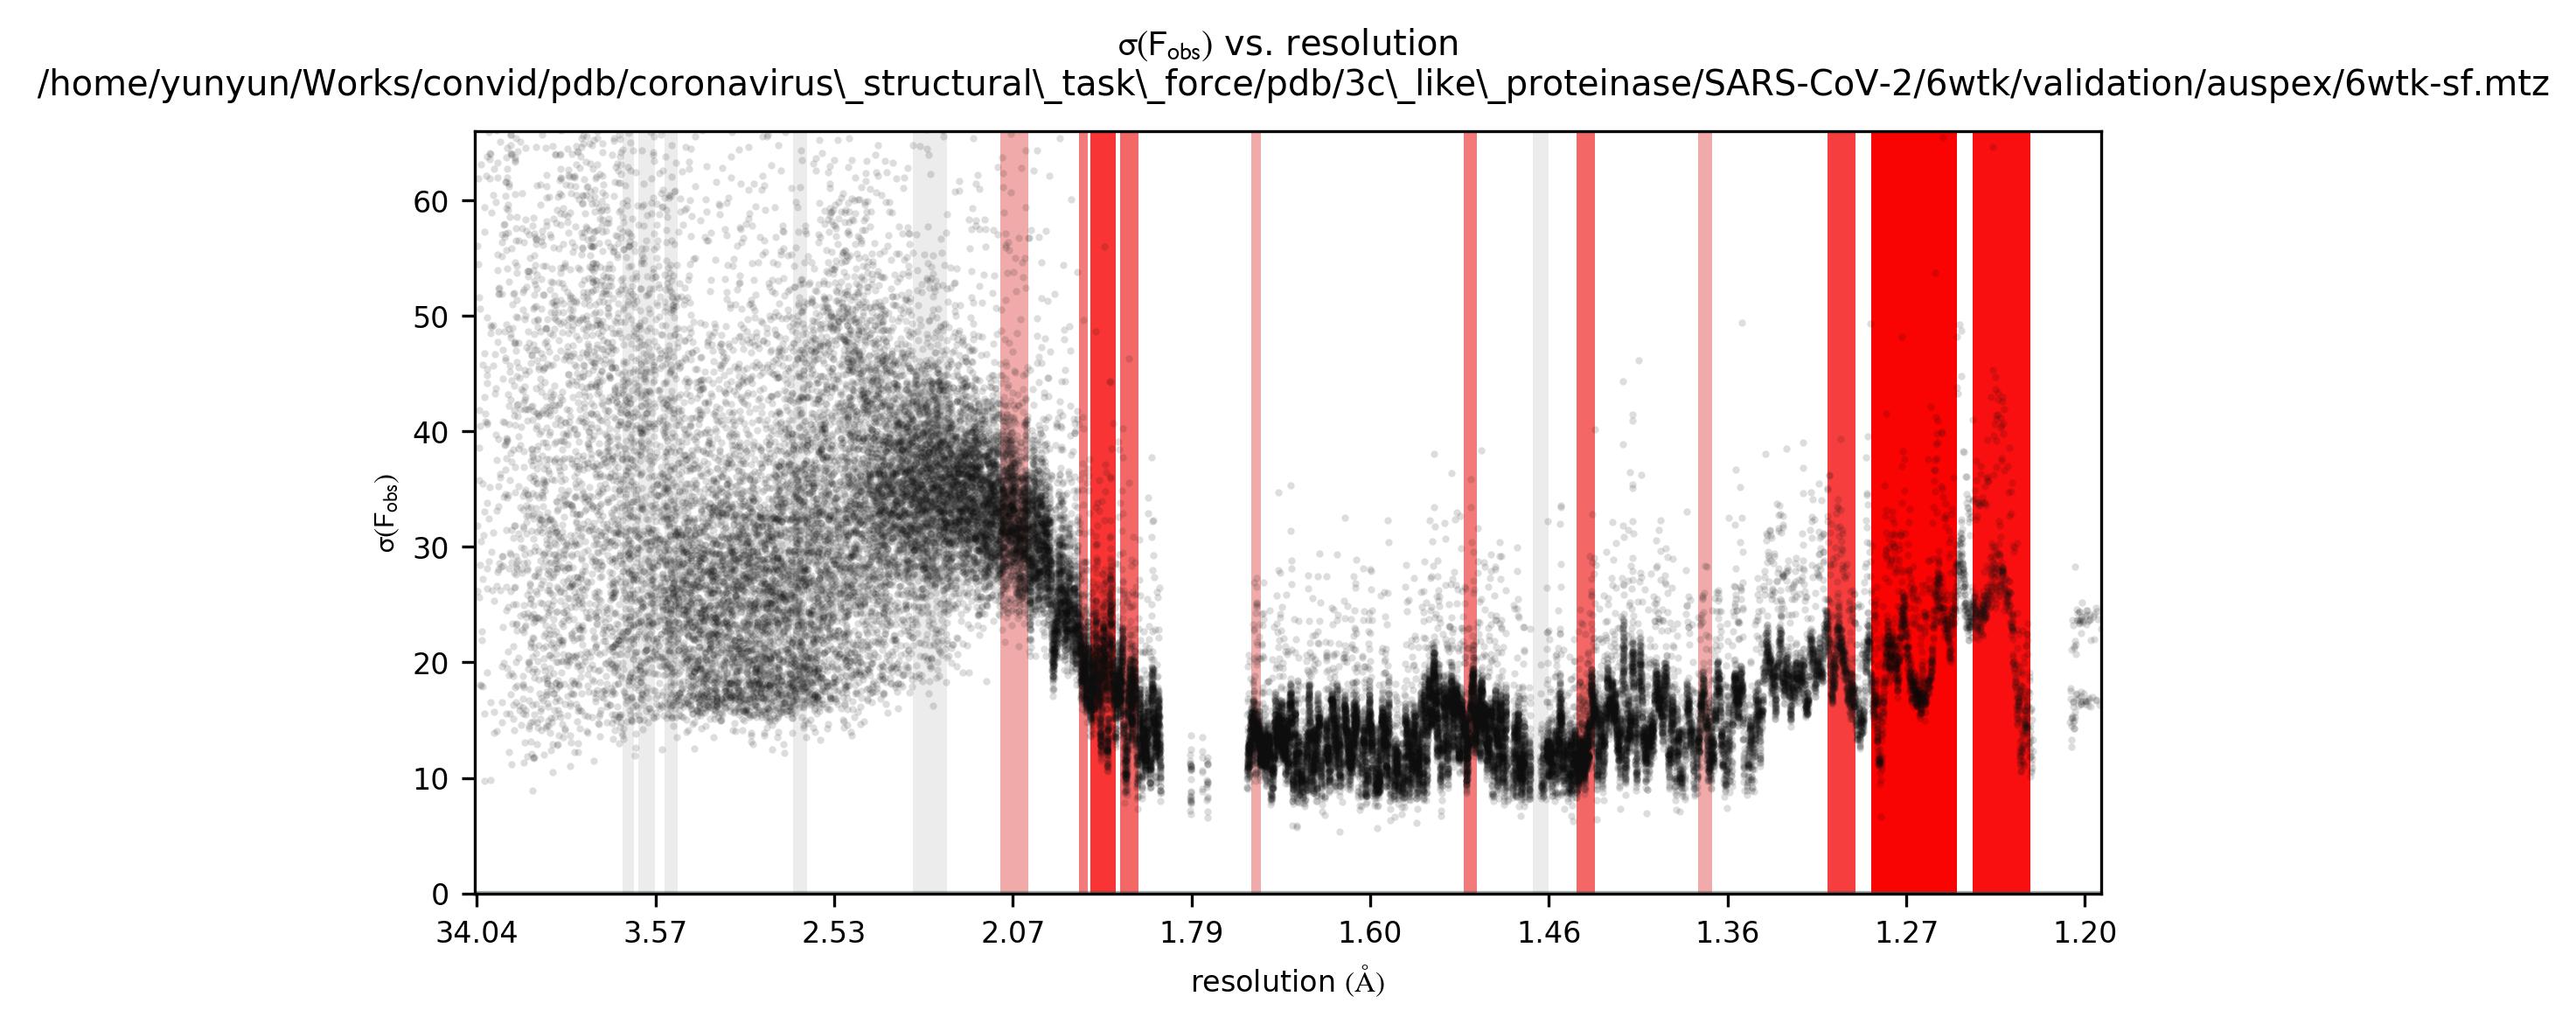 σ(Fobs) vs. resolution
/home/yunyun/Works/convid/pdb/coronavirus\_structural\_task\_force/pdb/3c\_like\_proteinase/SARS-CoV-2/6wtk/validation/auspex/6wtk-sf.mtz
60
50
40
30
20
10
0
σ(Fobs)
34.04 3.57 2.53 2.07 1.79 1.60 1.46 1.36 1.27 1.20
resolution (Å)